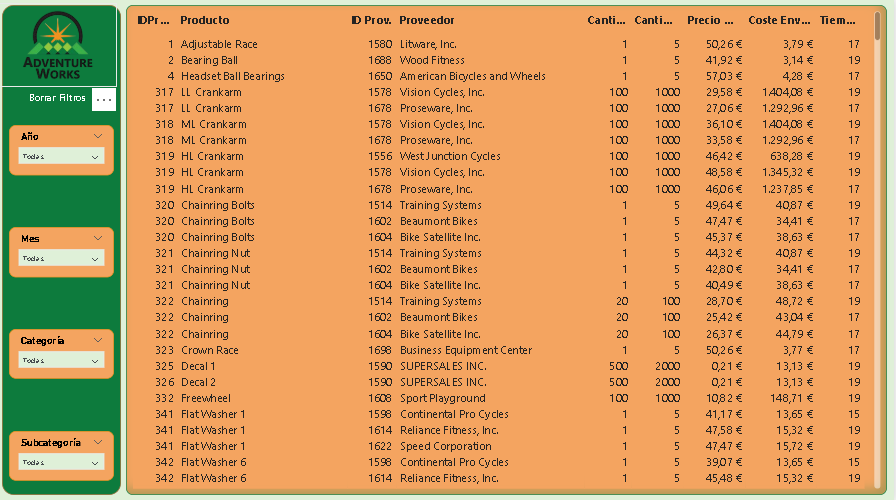 ADVENTURE
WORKS
Borrar Filtros ...
Año
Todas
Mes
Todas
Categoría
Todas
Subcategoría
Todas
IDPr... Producto ID Prov. Proveedor Canti... Canti... Precio ... Coste Env... Tiem...
1 Adjustable Race 1580 Litware, Inc. 1 5 50,26 € 3,79 € 17
2 Bearing Ball 1688 Wood Fitness 1 5 41,92 € 3,14 € 19
4 Headset Ball Bearings 1650 American Bicycles and Wheels 1 5 57,03 € 4,28 € 17
317 LL Crankarm 1578 Vision Cycles, Inc. 100 1000 29,58 € 1.404,08 € 19
317 LL Crankarm 1678 Proseware, Inc. 100 1000 27,06 € 1.292,96 € 17
318 ML Crankarm 1578 Vision Cycles, Inc. 100 1000 36,10 € 1.404,08 € 19
318 ML Crankarm 1678 Proseware, Inc. 100 1000 33,58 € 1.292,96 € 17
319 HL Crankarm 1556 West Junction Cycles 100 1000 46,42 € 638,28 € 19
319 HL Crankarm 1578 Vision Cycles, Inc. 100 1000 48,58 € 1.345,32 € 19
319 HL Crankarm 1678 Proseware, Inc. 100 1000 46,06 € 1.237,85 € 17
320 Chainring Bolts 1514 Training Systems 1 5 49,64 € 40,87 € 19
320 Chainring Bolts 1602 Beaumont Bikes 1 5 47,47 € 34,41 € 17
320 Chainring Bolts 1604 Bike Satellite Inc. 1 5 45,37 € 38,63 € 17
321 Chainring Nut 1514 Training Systems 1 5 44,32 € 40,87 € 19
321 Chainring Nut 1602 Beaumont Bikes 1 5 42,80 € 34,41 € 17
321 Chainring Nut 1604 Bike Satellite Inc. 1 5 40,49 € 38,63 € 17
322 Chainring 1514 Training Systems 20 100 28,70 € 48,72 € 19
322 Chainring 1602 Beaumont Bikes 20 100 25,42 € 43,04 € 17
322 Chainring 1604 Bike Satellite Inc. 20 100 26,37 € 44,79 € 17
323 Crown Race 1698 Business Equipment Center 1 5 50,26 € 3,77 € 17
325 Decal 1 1590 SUPERSALES INC. 500 2000 0,21 € 13,13 € 19
326 Decal 2 1590 SUPERSALES INC. 500 2000 0,21 € 13,13 € 19
332 Freewheel 1608 Sport Playground 100 1000 10,82 € 148,71 € 19
341 Flat Washer 1 1598 Continental Pro Cycles 1 5 41,17 € 13,65 € 15
341 Flat Washer 1 1614 Reliance Fitness, Inc. 1 5 47,58 € 15,32 € 19
341 Flat Washer 1 1622 Speed Corporation 1 5 47,47 € 15,72 € 19
342 Flat Washer 6 1598 Continental Pro Cycles 1 5 39,07 € 13,65 € 15
342 Flat Washer 6 1614 Reliance Fitness, Inc. 1 5 45,48 € 15,32 € 19